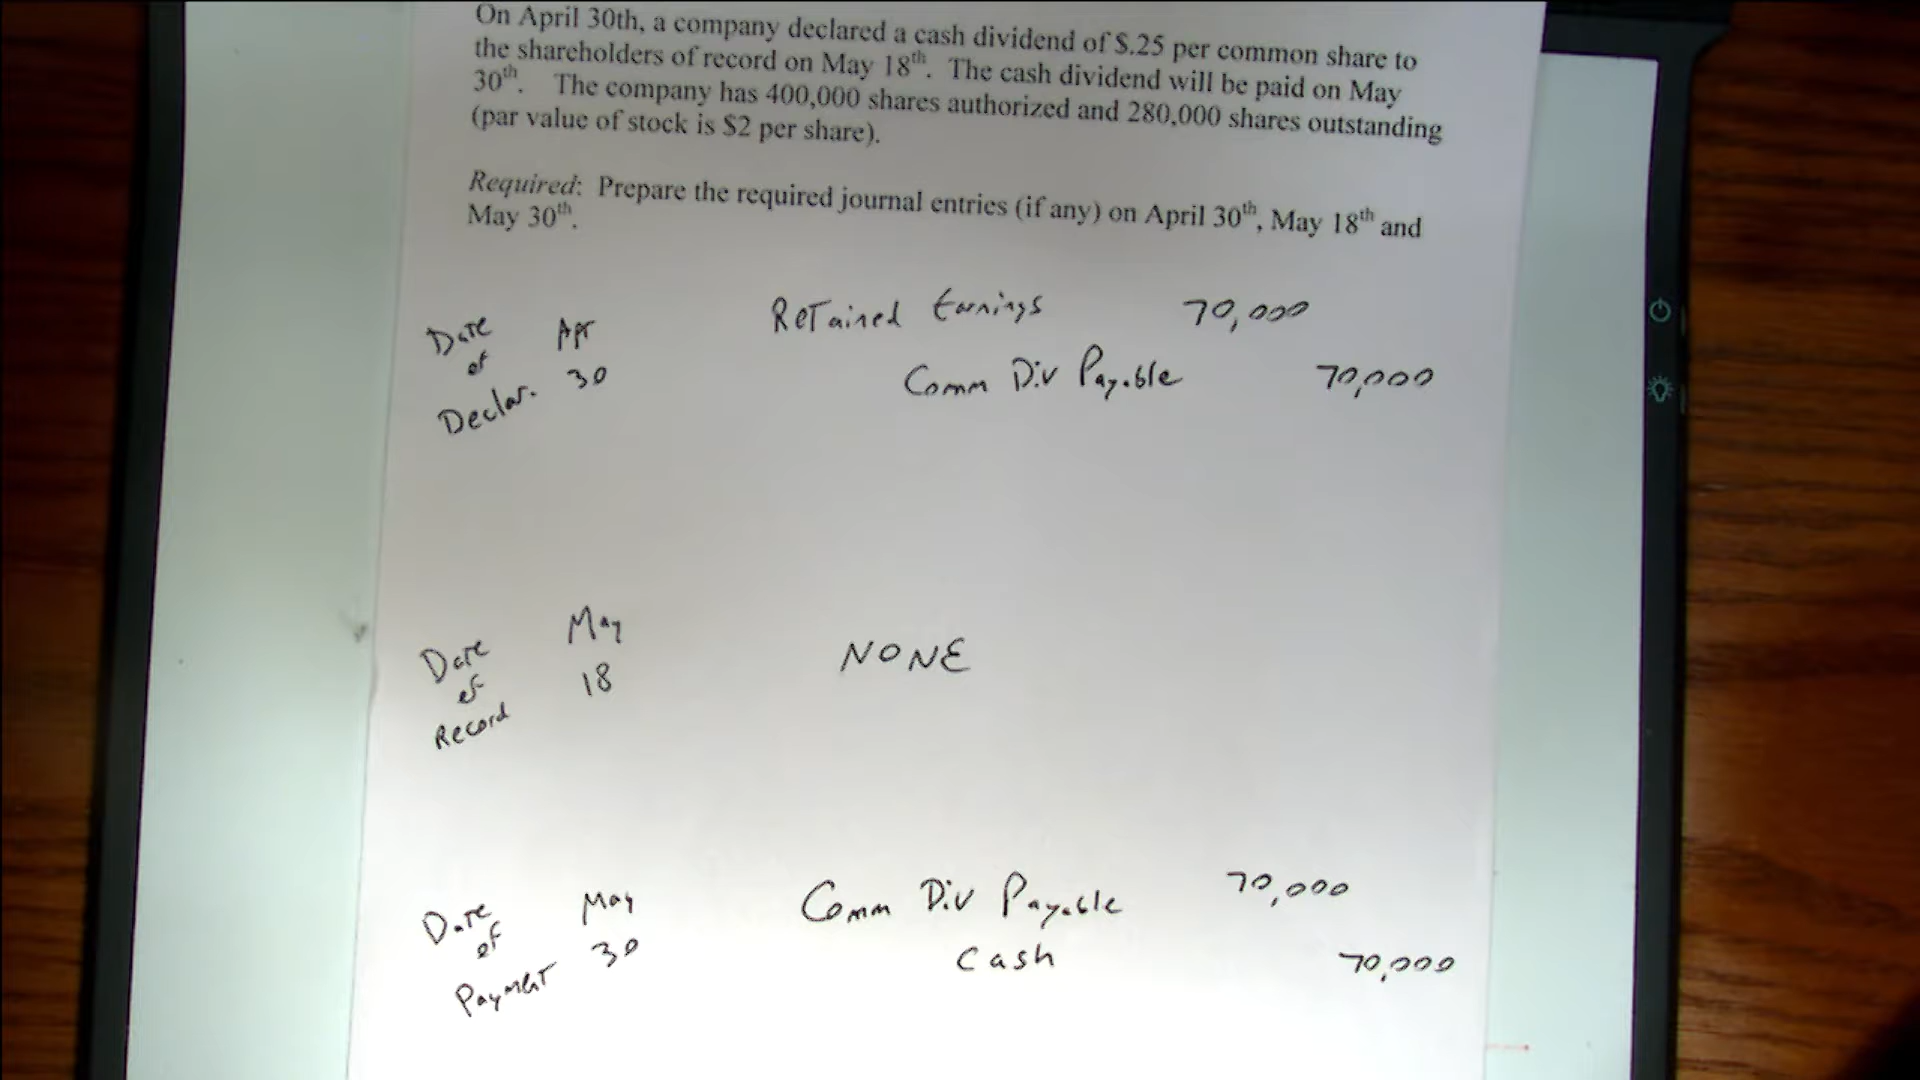 On April 30th, a company declared a cash dividend of $.25 per common share to
the shareholders of record on May 18th. The cash dividend will be paid on May
30th. The company has 400,000 shares authorized and 280,000 shares outstanding
(par value of stock is $2 per share).
Required: Prepare the required journal entries (if any) on April 30th, May 18th and
May 30th.
Date of Declar. Apr 30 Retained Earnings 70,000
Comm Div Payable 70,000
Date of Record May 18 NONE
Date of Payment May 30 Comm Div Payable 70,000
Cash 70,000